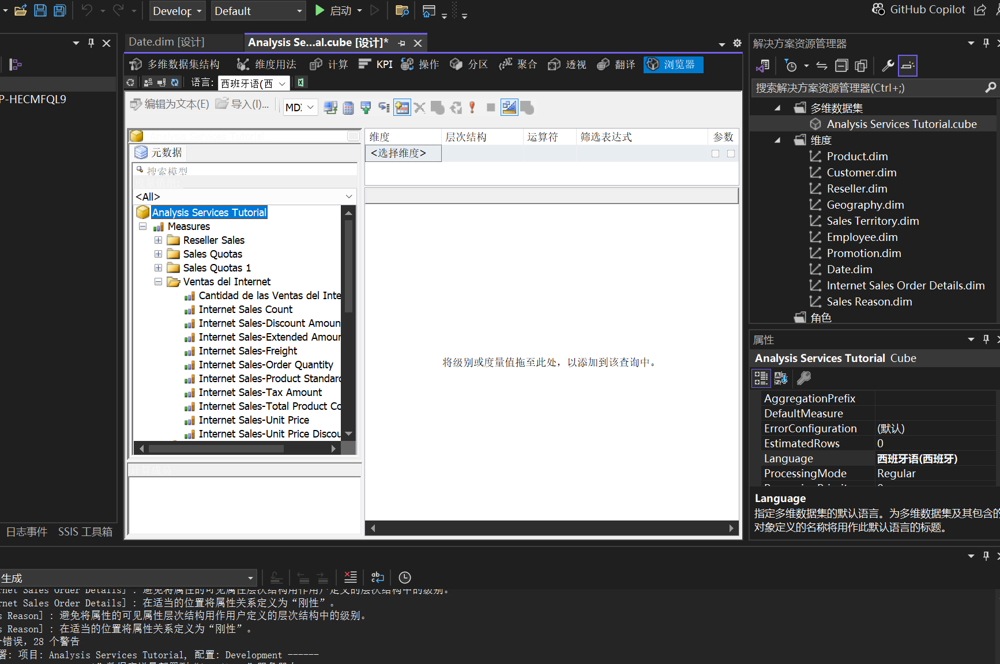 Develop
Default
启动
GitHub Copilot
Date.dim [设计]
Analysis Se...al.cube [设计]*
解决方案资源管理器
多维数据集结构
维度用法
计算
KPI
操作
分区
聚合
透视
翻译
浏览器
语言:
西班牙语(西
搜索解决方案资源管理器(Ctrl+;)
P-HECMFQL9
编辑为文本(E)
导入(I)...
MD
多维数据集
Analysis Services Tutorial.cube
维度
Product.dim
Customer.dim
Reseller.dim
Geography.dim
Sales Territory.dim
Employee.dim
Promotion.dim
Date.dim
Internet Sales Order Details.dim
Sales Reason.dim
角色
Analysis Services Tutorial
元数据
搜索模型
度量值组:
<All>
Analysis Services Tutorial
Measures
Reseller Sales
Sales Quotas
Sales Quotas 1
Ventas del Internet
Cantidad de las Ventas del Inte
Internet Sales Count
Internet Sales-Discount Amoun
Internet Sales-Extended Amour
Internet Sales-Freight
Internet Sales-Order Quantity
Internet Sales-Product Standard
Internet Sales-Tax Amount
Internet Sales-Total Product Co
Internet Sales-Unit Price
Internet Sales-Unit Price Discou
计算成员
维度
层次结构
运算符
筛选表达式
参数
<选择维度>
将级别或度量值拖至此处，以添加到该查询中。
属性
Analysis Services Tutorial Cube
AggregationPrefix
DefaultMeasure
ErrorConfiguration (默认)
EstimatedRows 0
Language 西班牙语(西班牙)
ProcessingMode Regular
Language
指定多维数据集的默认语言。为多维数据集及其包含的
对象定义的名称将用作此默认语言的标题。
日志事件
SSIS 工具箱
生成
rnet Sales Order Details] : 避免将属性的可见属性层次结构用作用户定义的层次结构中的级别。
rnet Sales Order Details] : 在适当的位置将属性关系定义为“刚性”。
s Reason] : 避免将属性的可见属性层次结构用作用户定义的层次结构中的级别。
s Reason] : 在适当的位置将属性关系定义为“刚性”。
个错误，28 个警告
署: 项目: Analysis Services Tutorial, 配置: Development ------